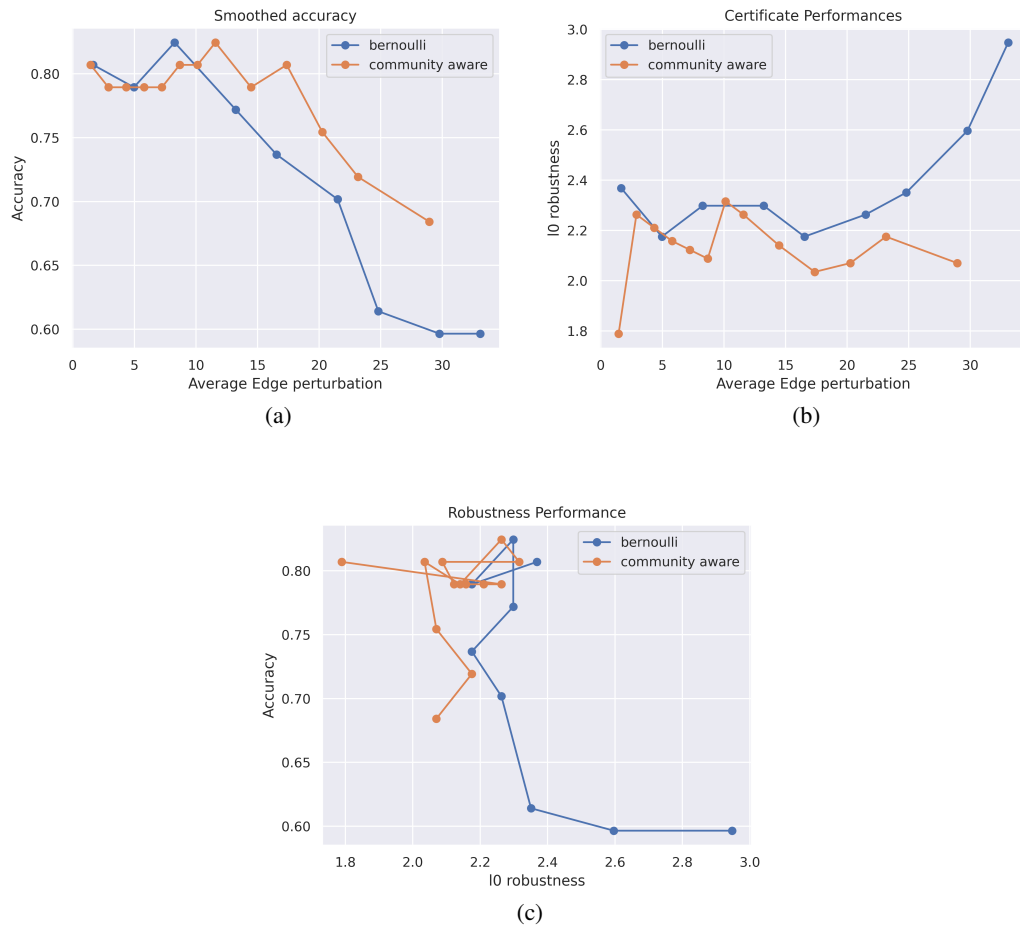 Smoothed accuracy
bernoulli
community aware
Accuracy
0.80
0.75
0.70
0.65
0.60
0 5 10 15 20 25 30
Average Edge perturbation
(a)
Certificate Performances
bernoulli
community aware
l0 robustness
3.0
2.8
2.6
2.4
2.2
2.0
1.8
0 5 10 15 20 25 30
Average Edge perturbation
(b)
Robustness Performance
bernoulli
community aware
Accuracy
0.80
0.75
0.70
0.65
0.60
1.8 2.0 2.2 2.4 2.6 2.8 3.0
l0 robustness
(c)